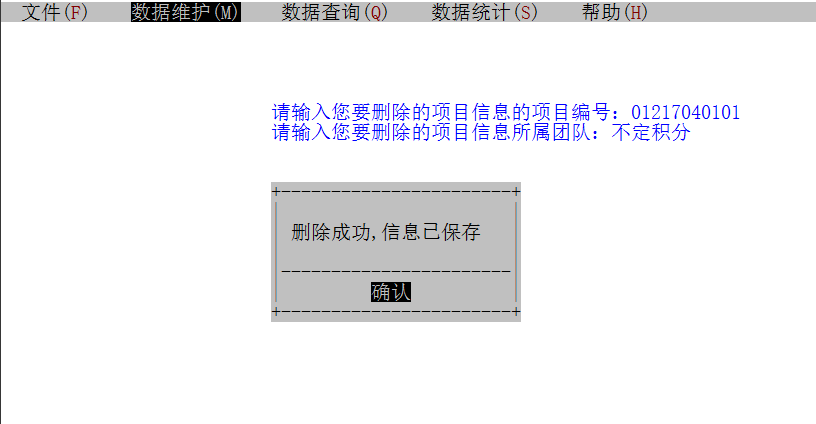 文件(F) 数据维护(M) 数据查询(Q) 数据统计(S) 帮助(H)
请输入您要删除的项目信息的项目编号：01217040101
请输入您要删除的项目信息所属团队：不定积分
删除成功,信息已保存
确认